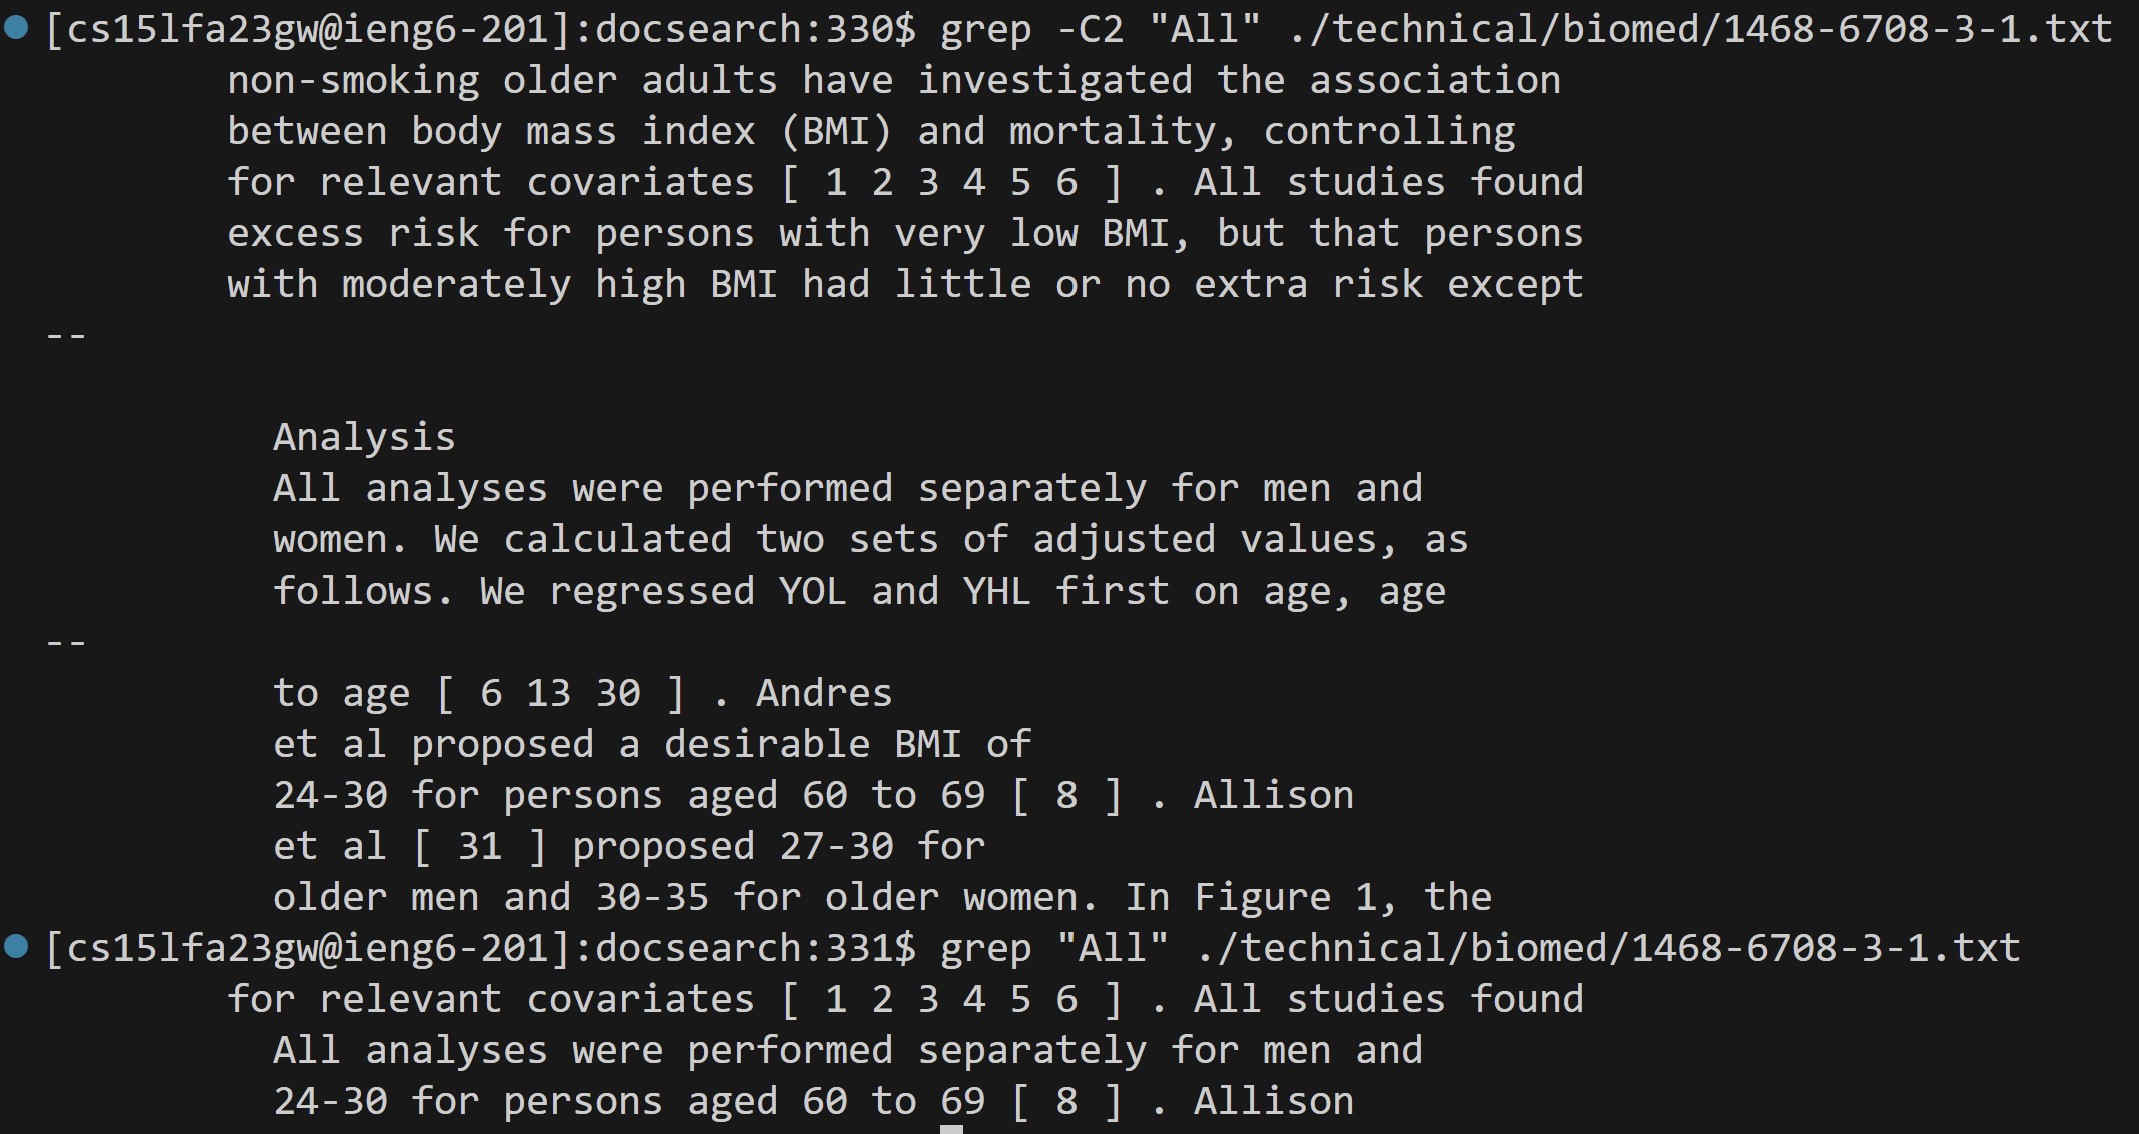 [cs15lfa23gw@ieng6-201]:docsearch:330$ grep -C2 "All" ./technical/biomed/1468-6708-3-1.txt
        non-smoking older adults have investigated the association
        between body mass index (BMI) and mortality, controlling
        for relevant covariates [ 1 2 3 4 5 6 ] . All studies found
        excess risk for persons with very low BMI, but that persons
        with moderately high BMI had little or no extra risk except
--

          Analysis
          All analyses were performed separately for men and
          women. We calculated two sets of adjusted values, as
          follows. We regressed YOL and YHL first on age, age
--
          to age [ 6 13 30 ] . Andres
          et al proposed a desirable BMI of
          24-30 for persons aged 60 to 69 [ 8 ] . Allison
          et al [ 31 ] proposed 27-30 for
          older men and 30-35 for older women. In Figure 1, the
[cs15lfa23gw@ieng6-201]:docsearch:331$ grep "All" ./technical/biomed/1468-6708-3-1.txt
        for relevant covariates [ 1 2 3 4 5 6 ] . All studies found
          All analyses were performed separately for men and
          24-30 for persons aged 60 to 69 [ 8 ] . Allison